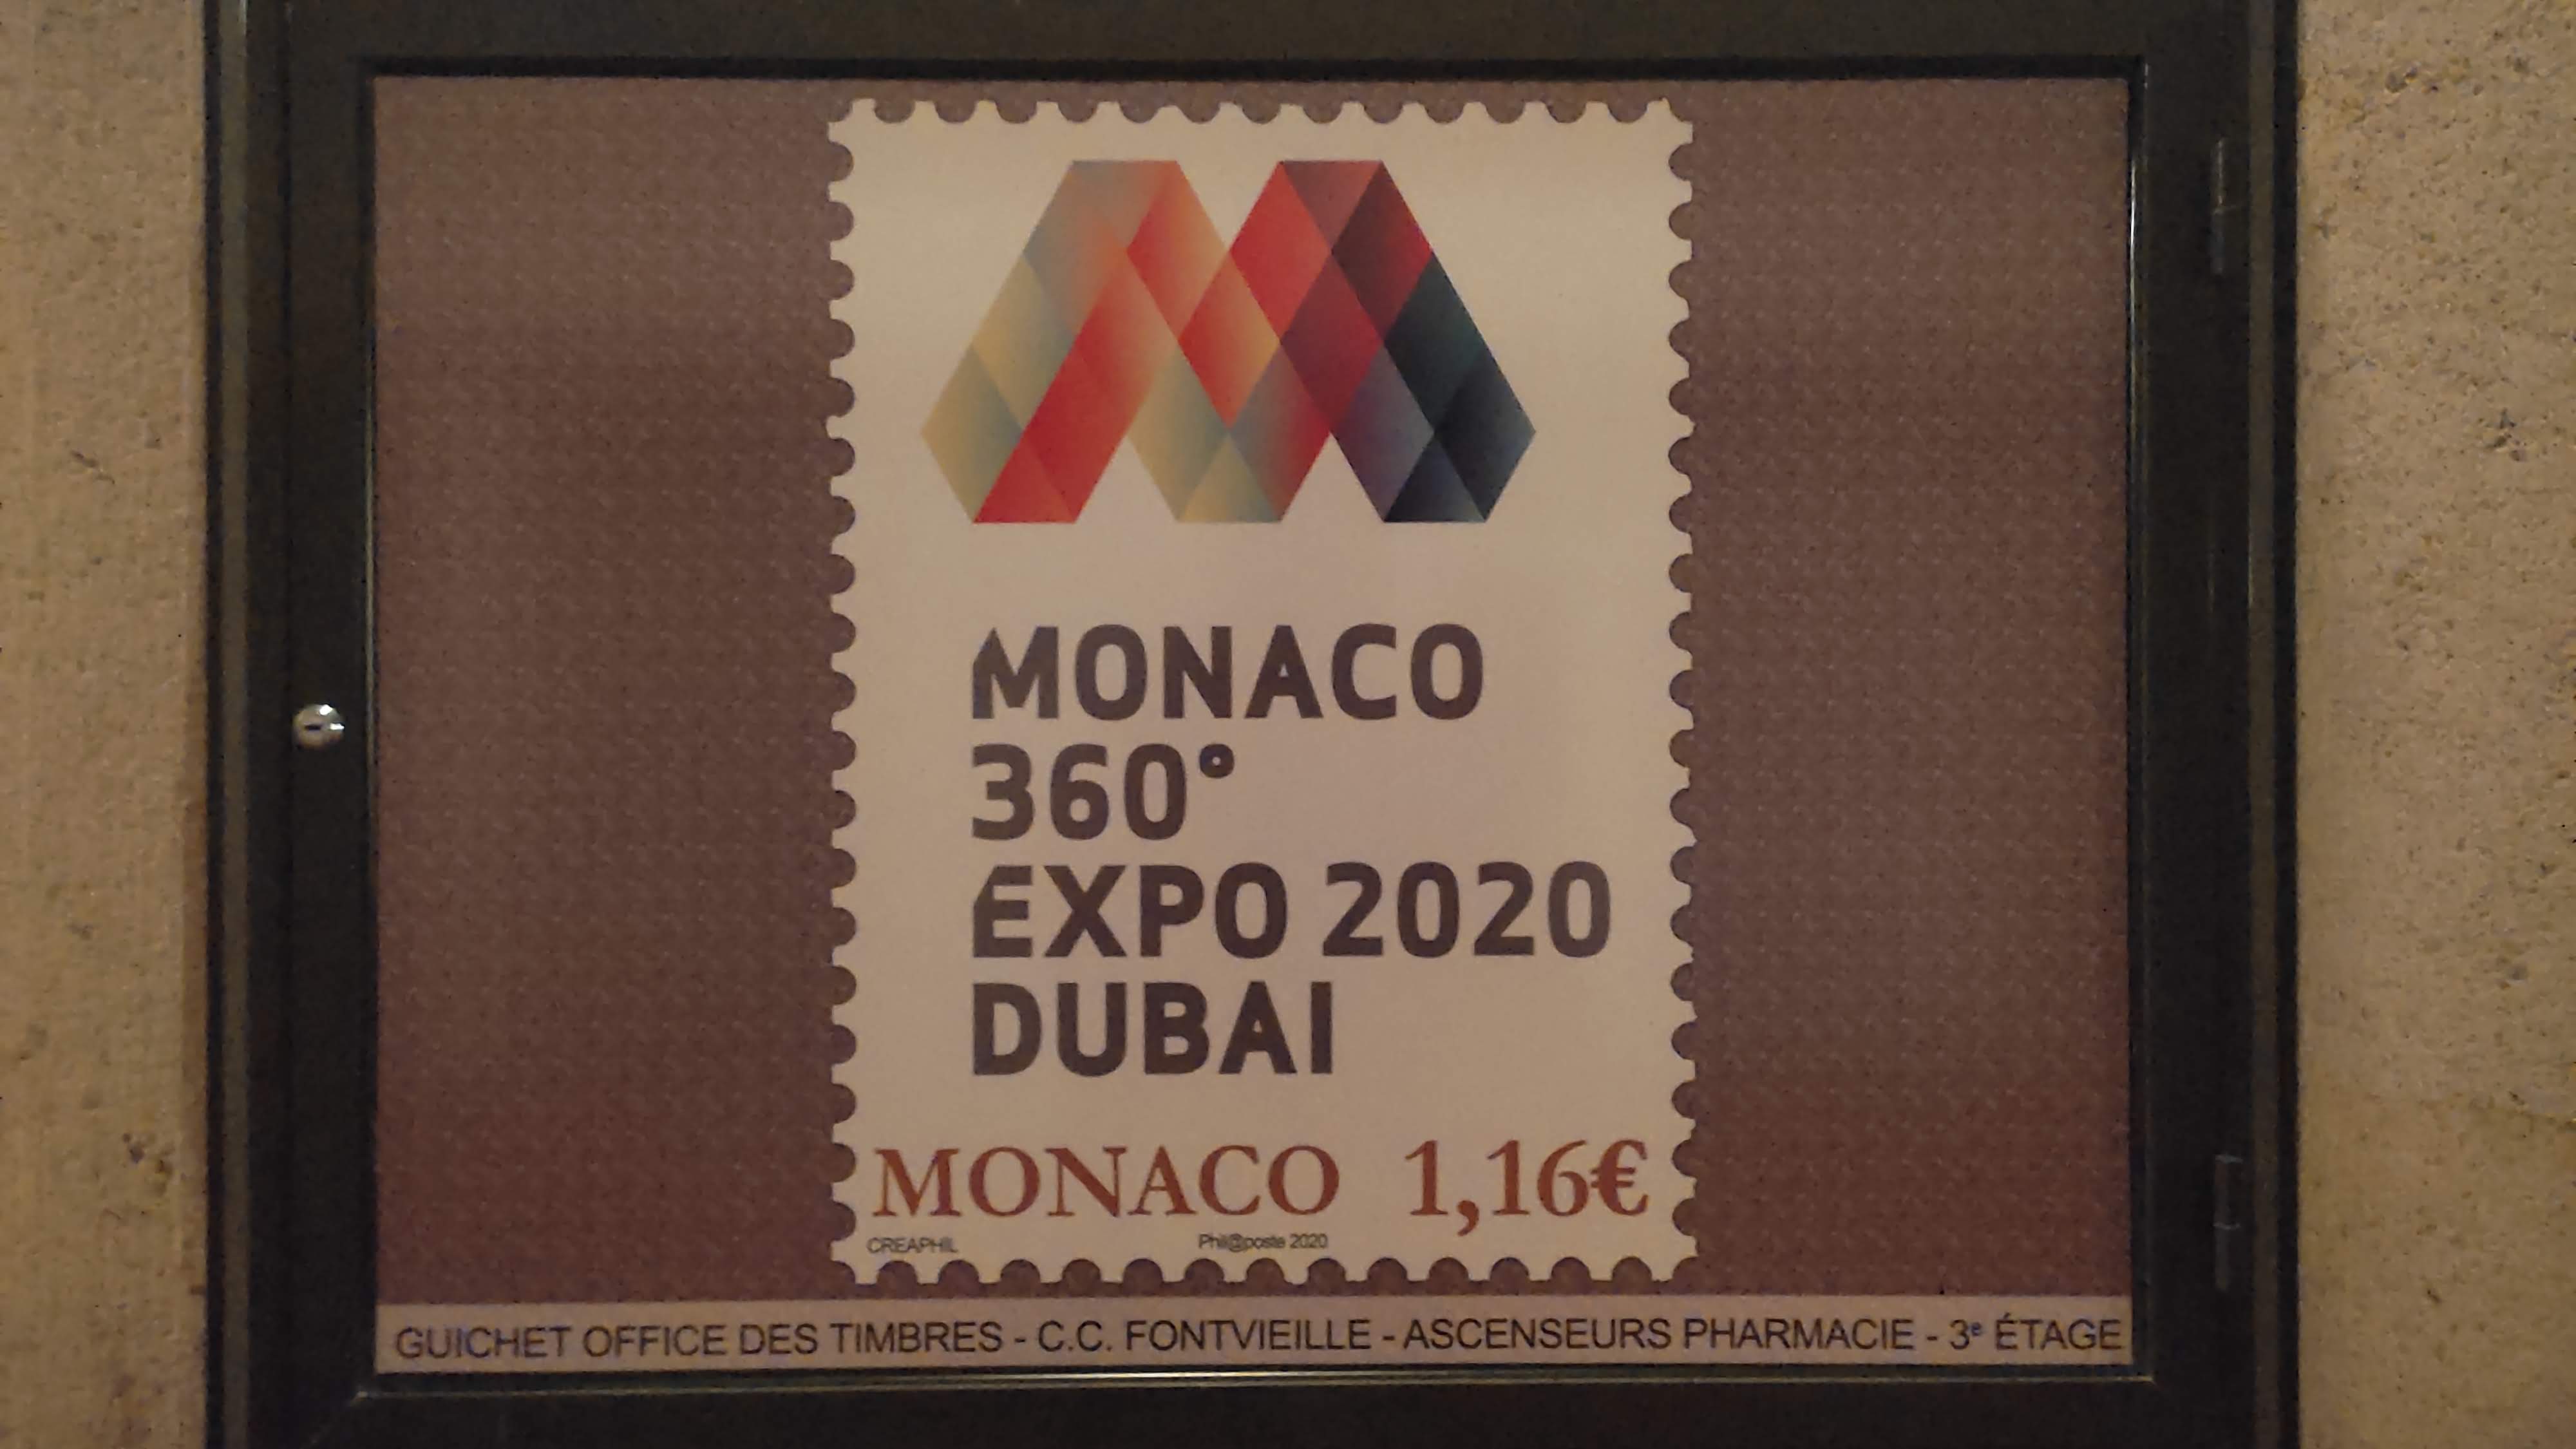 MONACO
360°
EXPO 2020
DUBAI
MONACO 1,16€
CREAPHIL Phil@poste 2020
GUICHET OFFICE DES TIMBRES - C.C. FONTVIEILLE - ASCENSEURS PHARMACIE - 3e ÉTAGE